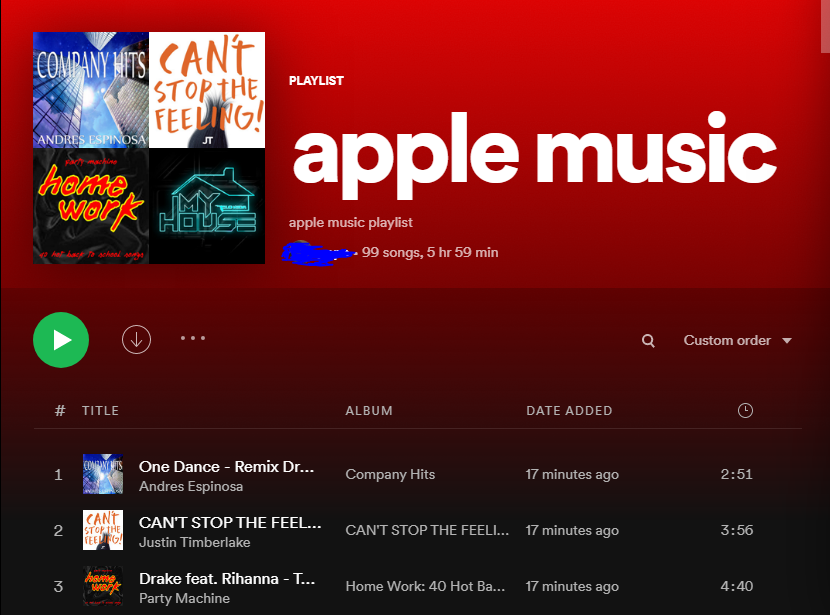 COMPANY HITS
ANDRES ESPINOSA
CAN'T
STOP THE
FEELING!
JT
party machine
home
work
40 hot back to school songs
MY
HOUSE
PLAYLIST
apple music
apple music playlist
99 songs, 5 hr 59 min
Custom order
# TITLE ALBUM DATE ADDED
1 One Dance - Remix Dr... Company Hits 17 minutes ago 2:51
Andres Espinosa
2 CAN'T STOP THE FEEL... CAN'T STOP THE FEELI... 17 minutes ago 3:56
Justin Timberlake
3 Drake feat. Rihanna - T... Home Work: 40 Hot Ba... 17 minutes ago 4:40
Party Machine